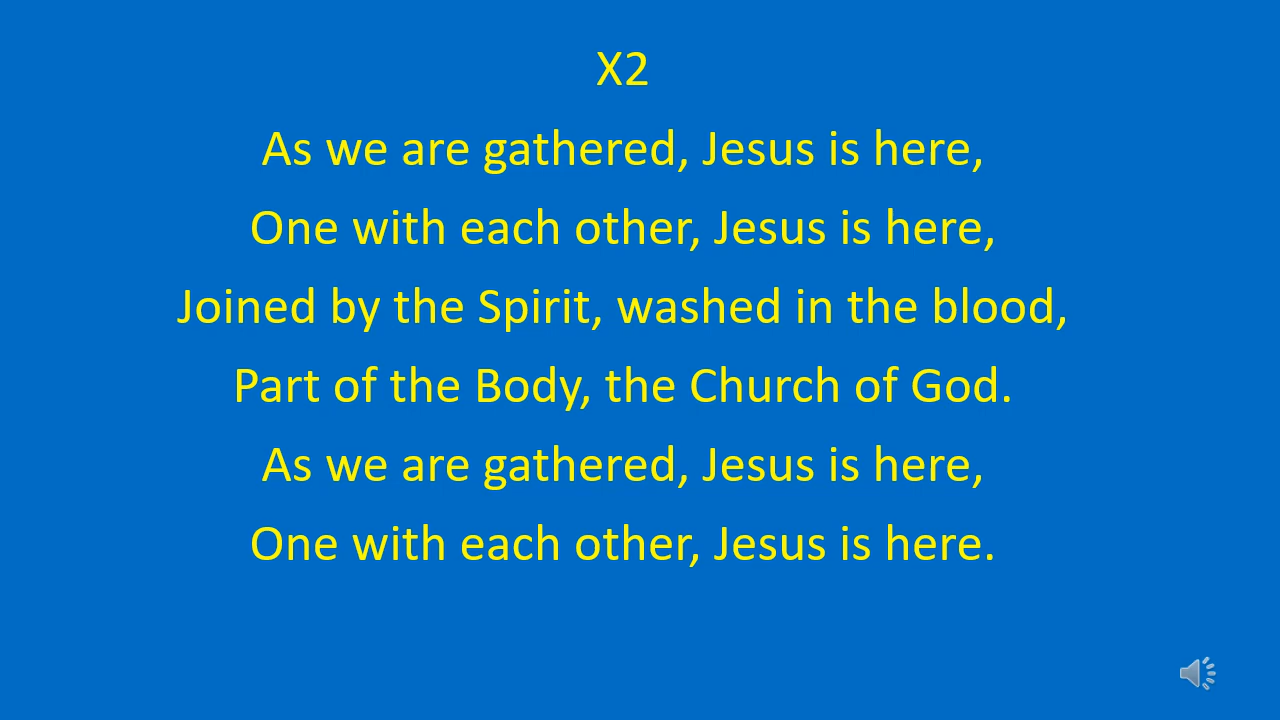 X2
As we are gathered, Jesus is here,
One with each other, Jesus is here,
Joined by the Spirit, washed in the blood,
Part of the Body, the Church of God.
As we are gathered, Jesus is here,
One with each other, Jesus is here.